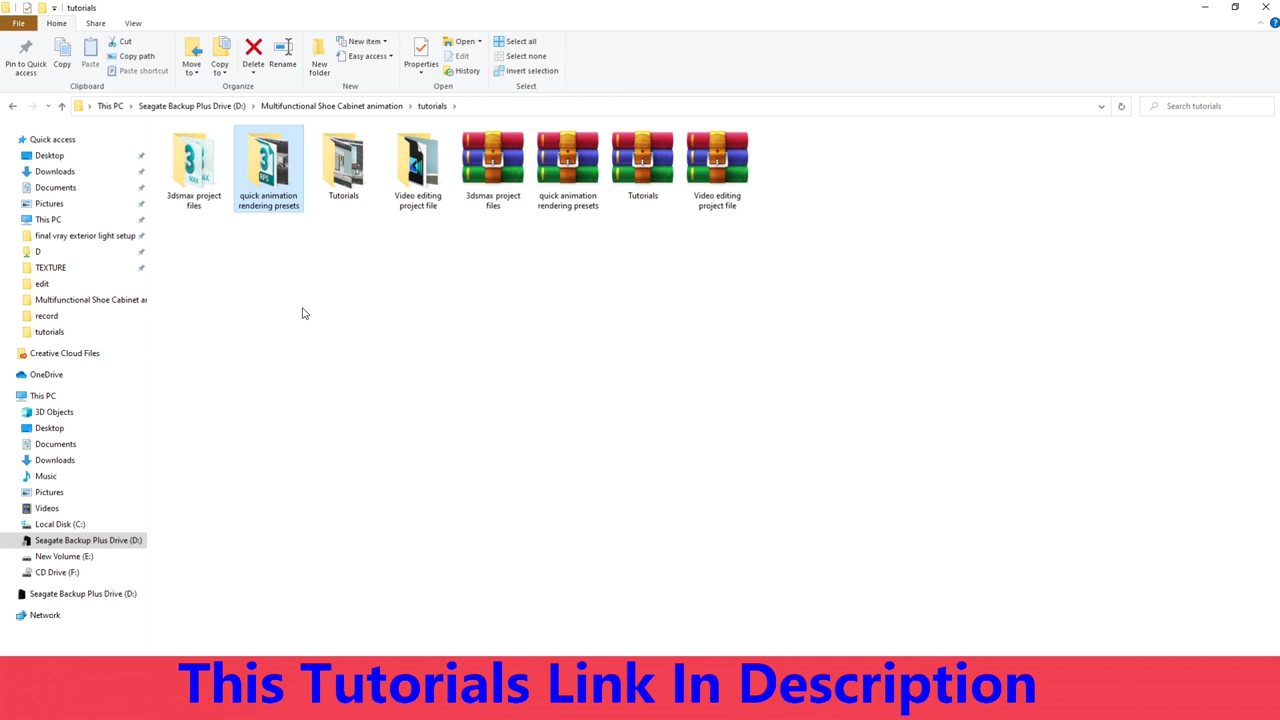 tutorials
File
Home
Share
View
Pin to Quick
access
Copy
Paste
Cut
Copy path
Paste shortcut
Clipboard
Move
to
Copy
to
Delete
Rename
Organize
New
folder
New item
Easy access
New
Properties
Open
Edit
History
Open
Select all
Select none
Invert selection
Select
This PC
Seagate Backup Plus Drive (D:)
Multifunctional Shoe Cabinet animation
tutorials
Search tutorials
Quick access
Desktop
Downloads
Documents
Pictures
This PC
final vray exterior light setup
D
TEXTURE
edit
Multifunctional Shoe Cabinet ar
record
tutorials
Creative Cloud Files
OneDrive
This PC
3D Objects
Desktop
Documents
Downloads
Music
Pictures
Videos
Local Disk (C:)
Seagate Backup Plus Drive (D:)
New Volume (E:)
CD Drive (F:)
Seagate Backup Plus Drive (D:)
Network
3dsmax project
files
quick animation
rendering presets
Tutorials
Video editing
project file
3dsmax project
files
quick animation
rendering presets
Tutorials
Video editing
project file
This Tutorials Link In Description